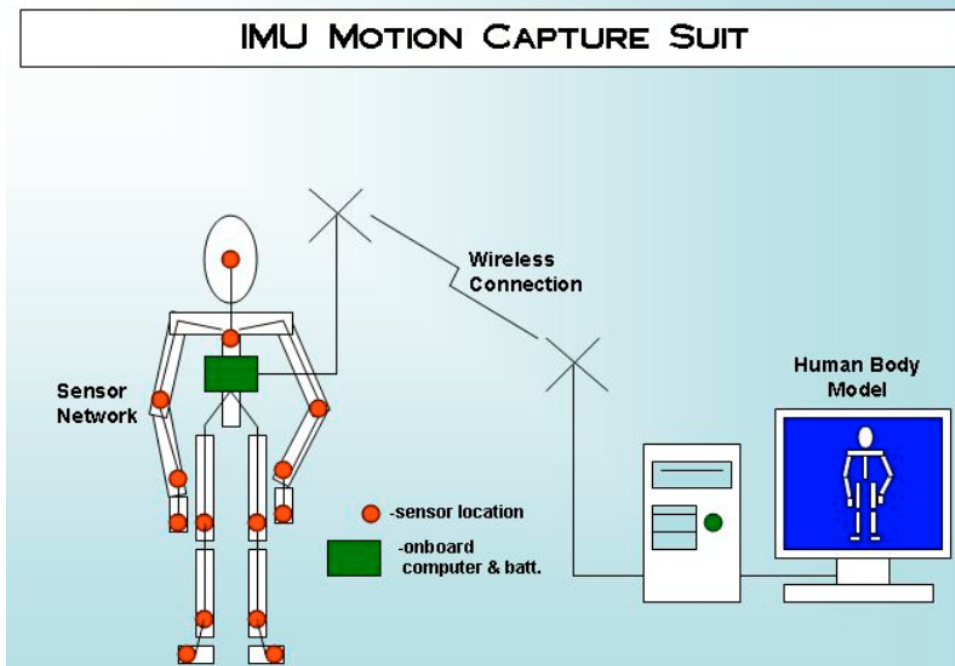 IMU MOTION CAPTURE SUIT
Wireless
Connection
Human Body
Model
Sensor
Network
-sensor location
-onboard
computer & batt.